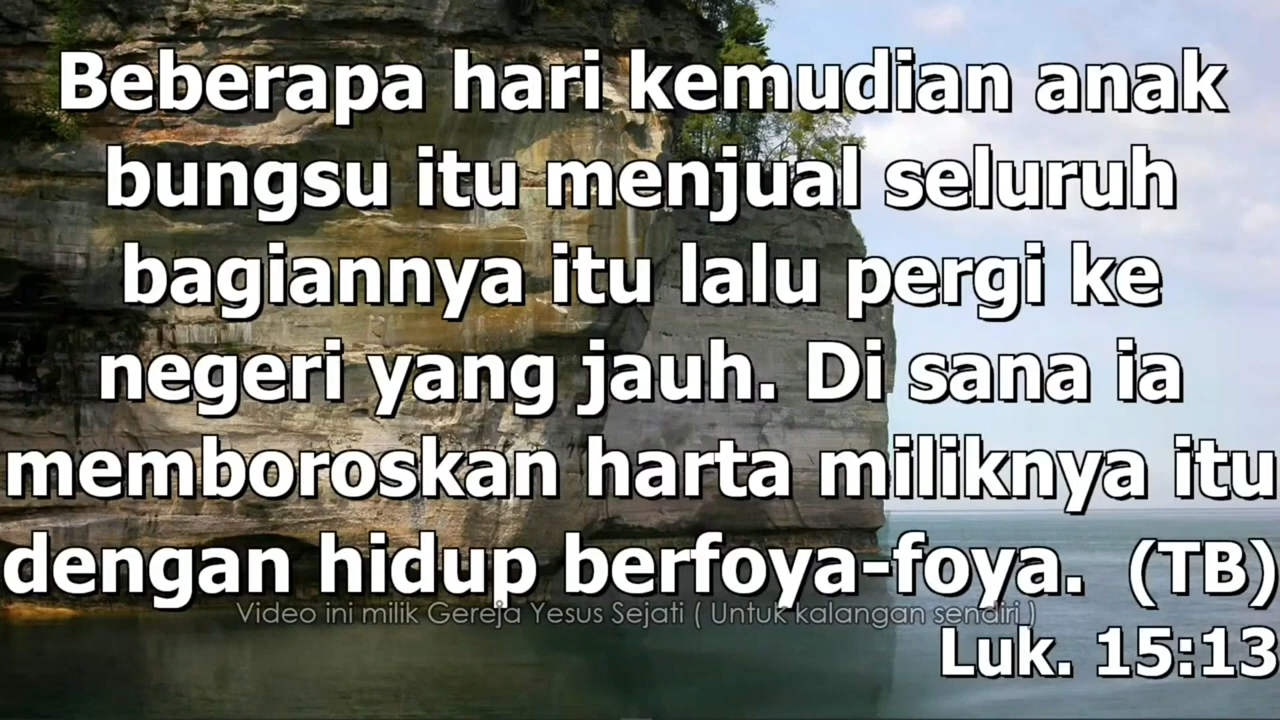 Beberapa hari kemudian anak
bungsu itu menjual seluruh
bagiannya itu lalu pergi ke
negeri yang jauh. Di sana ia
memboroskan harta miliknya itu
dengan hidup berfoya-foya. (TB)
Video ini milik Gereja Yesus Sejati ( Untuk kalangan sendiri )
Luk. 15:13